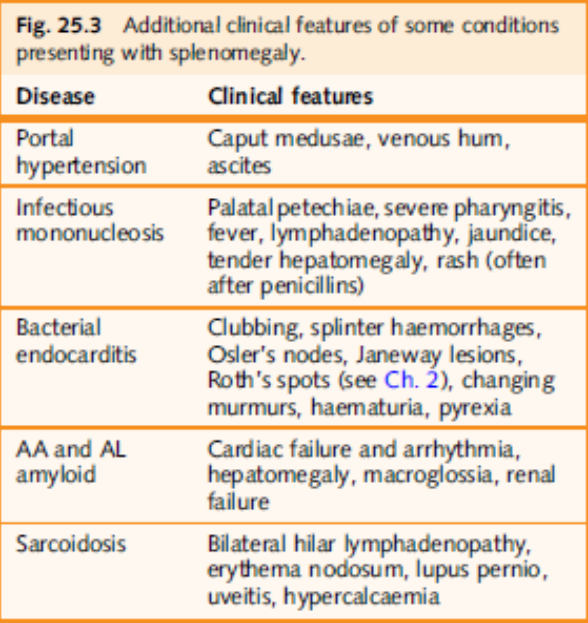 Fig. 25.3 Additional clinical features of some conditions
presenting with splenomegaly.
Disease Clinical features
Portal Caput medusae, venous hum,
hypertension ascites
Infectious Palatal petechiae, severe pharyngitis,
mononucleosis fever, lymphadenopathy, jaundice,
tender hepatomegaly, rash (often
after penicillins)
Bacterial Clubbing, splinter haemorrhages,
endocarditis Osler's nodes, Janeway lesions,
Roth's spots (see Ch. 2), changing
murmurs, haematuria, pyrexia
AA and AL Cardiac failure and arrhythmia,
amyloid hepatomegaly, macroglossia, renal
failure
Sarcoidosis Bilateral hilar lymphadenopathy,
erythema nodosum, lupus pernio,
uveitis, hypercalcaemia